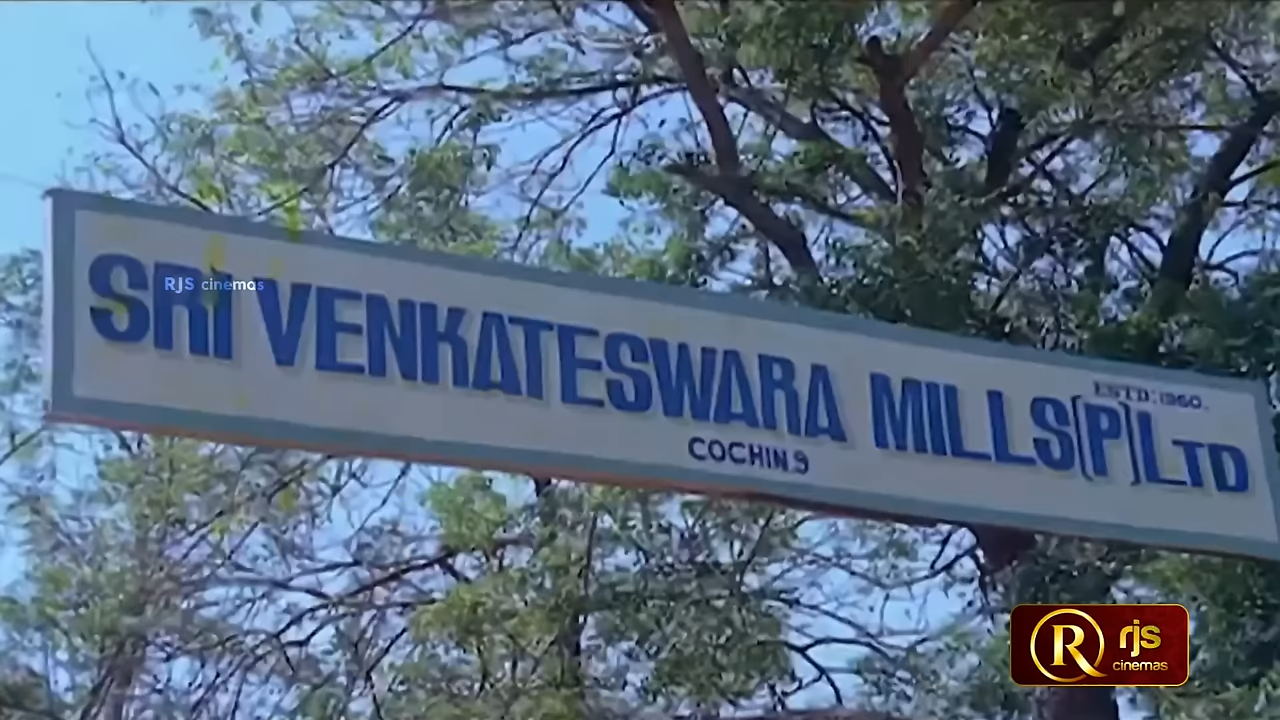 RJS cinemas
SRI VENKATESWARA MILLS(P)LTD
ESTD:1960.
COCHIN.9
R
rjs
cinemas